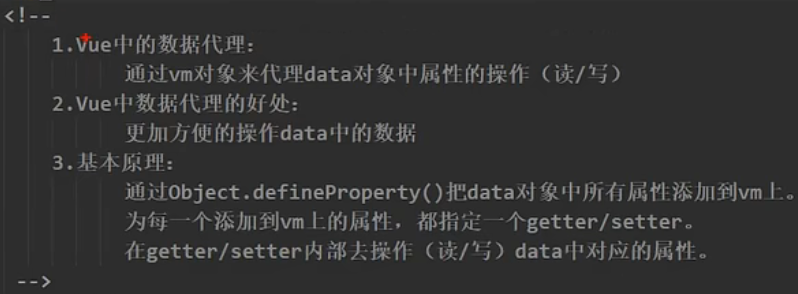 <!--
1.Vue中的数据代理：
通过vm对象来代理data对象中属性的操作（读/写）
2.Vue中数据代理的好处：
更加方便的操作data中的数据
3.基本原理：
通过Object.defineProperty()把data对象中所有属性添加到vm上。
为每一个添加到vm上的属性，都指定一个getter/setter。
在getter/setter内部去操作（读/写）data中对应的属性。
-->